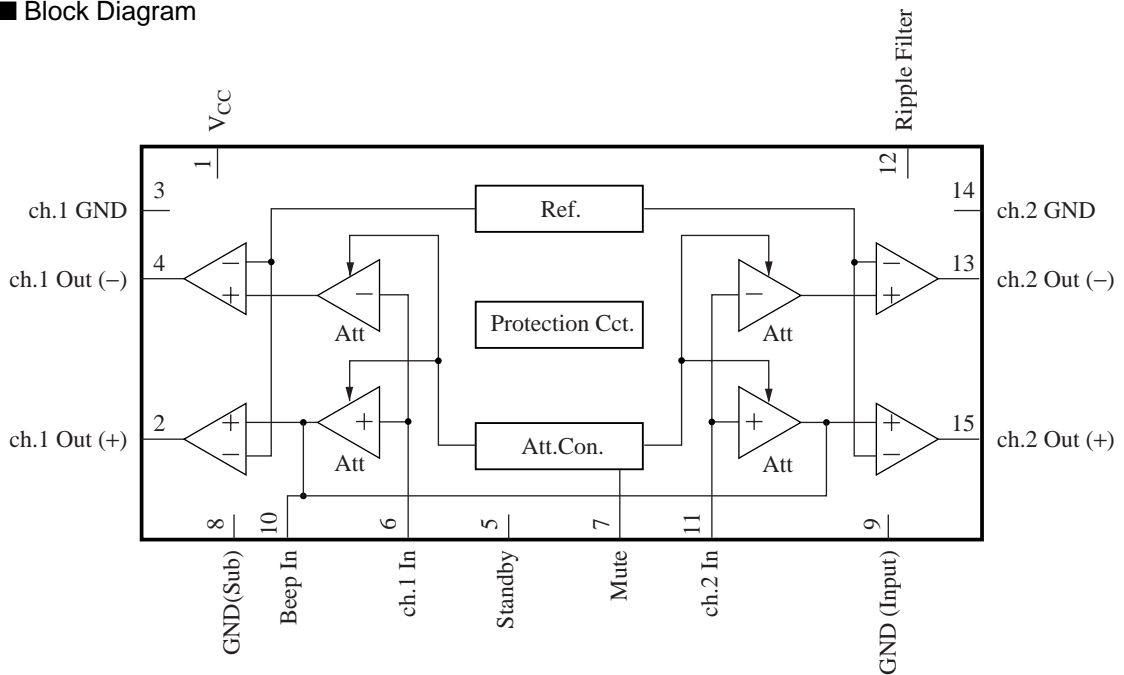 ■ Block Diagram
VCC
Ripple Filter
1
12
3
14
ch.1 GND
Ref.
ch.2 GND
4
13
ch.1 Out (−)
−
+
−
Att
Protection Cct.
−
Att
−
+
ch.2 Out (−)
2
15
ch.1 Out (+)
+
−
+
Att
Att.Con.
+
Att
+
−
ch.2 Out (+)
8
10
6
5
7
11
9
GND(Sub)
Beep In
ch.1 In
Standby
Mute
ch.2 In
GND (Input)